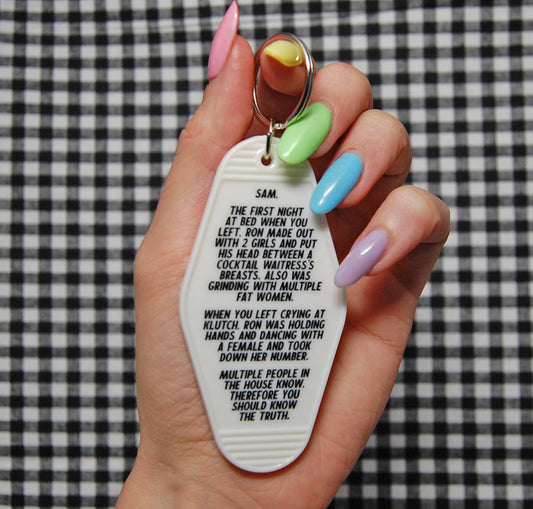 SAM,
THE FIRST NIGHT
AT BED WHEN YOU
LEFT. RON MADE OUT
WITH 2 GIRLS AND PUT
HIS HEAD BETWEEN A
COCKTAIL WAITRESS'S
BREASTS. ALSO WAS
GRINDING WITH MULTIPLE
FAT WOMEN.
WHEN YOU LEFT CRYING AT
KLUTCH. RON WAS HOLDING
HANDS AND DANCING WITH
A FEMALE AND TOOK
DOWN HER NUMBER.
MULTIPLE PEOPLE IN
THE HOUSE KNOW.
THEREFORE YOU
SHOULD KNOW
THE TRUTH.